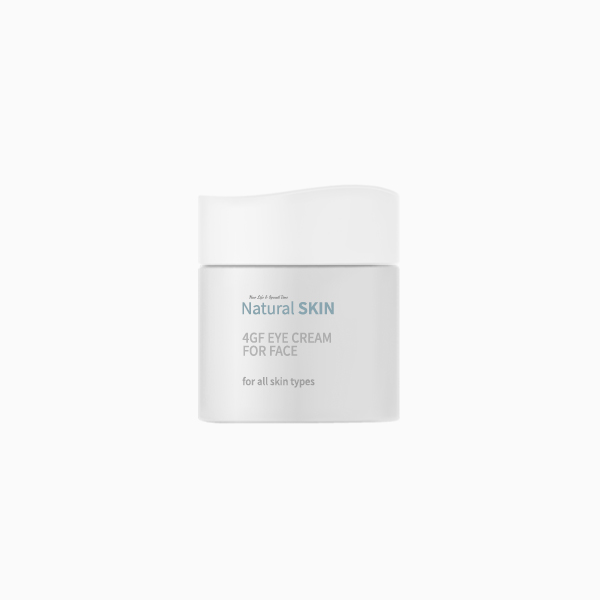 Natural SKIN
4GF EYE CREAM
FOR FACE
for all skin types